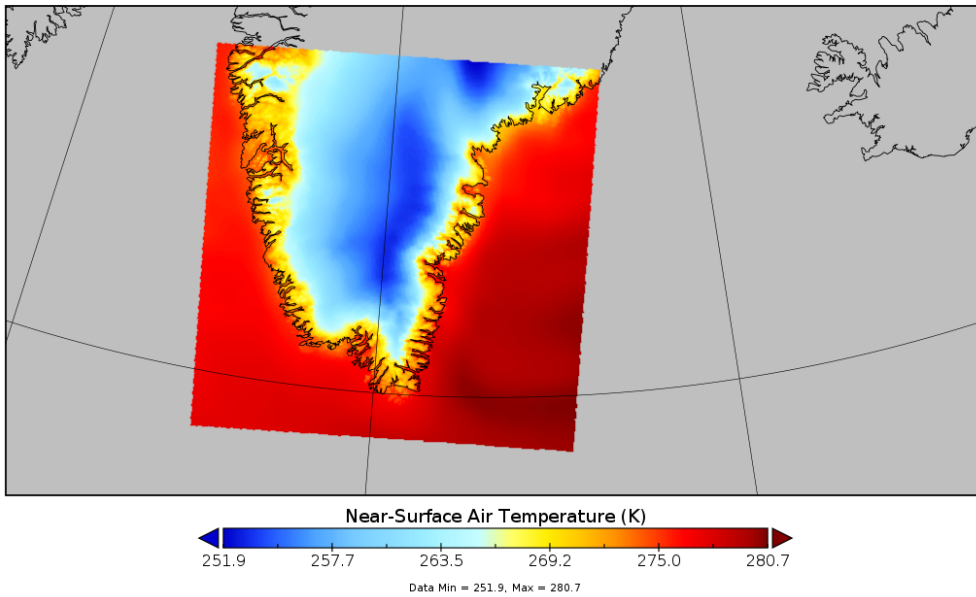 Near-Surface Air Temperature (K)
251.9 257.7 263.5 269.2 275.0 280.7
Data Min = 251.9, Max = 280.7